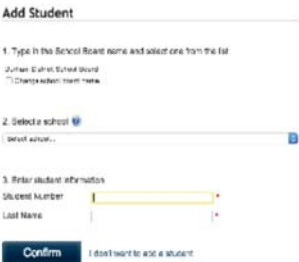 Add Student
1. Type in the School Board name and select one from the list
Durham District School Board
Change school board name
2. Select a school
Select school...
3. Enter student information
Student Number *
Last Name *
Confirm I don't want to add a student